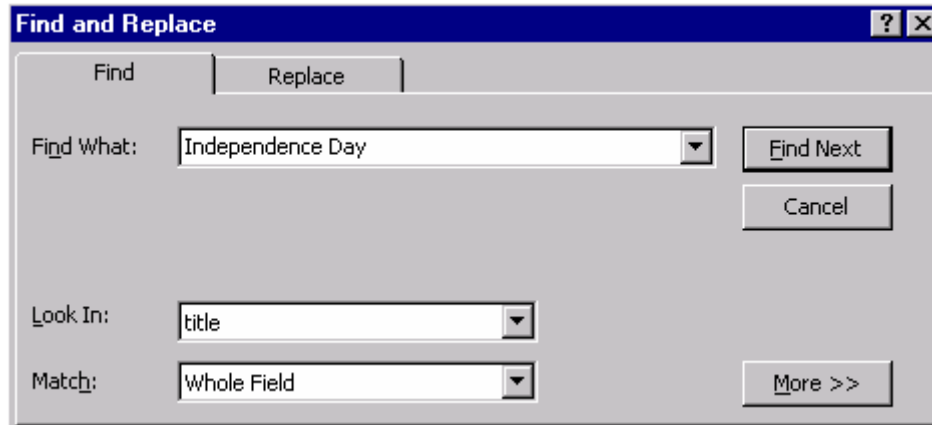 Find and Replace ? X
Find Replace
Find What: Independence Day Find Next
Cancel
Look In: title
Match: Whole Field More >>